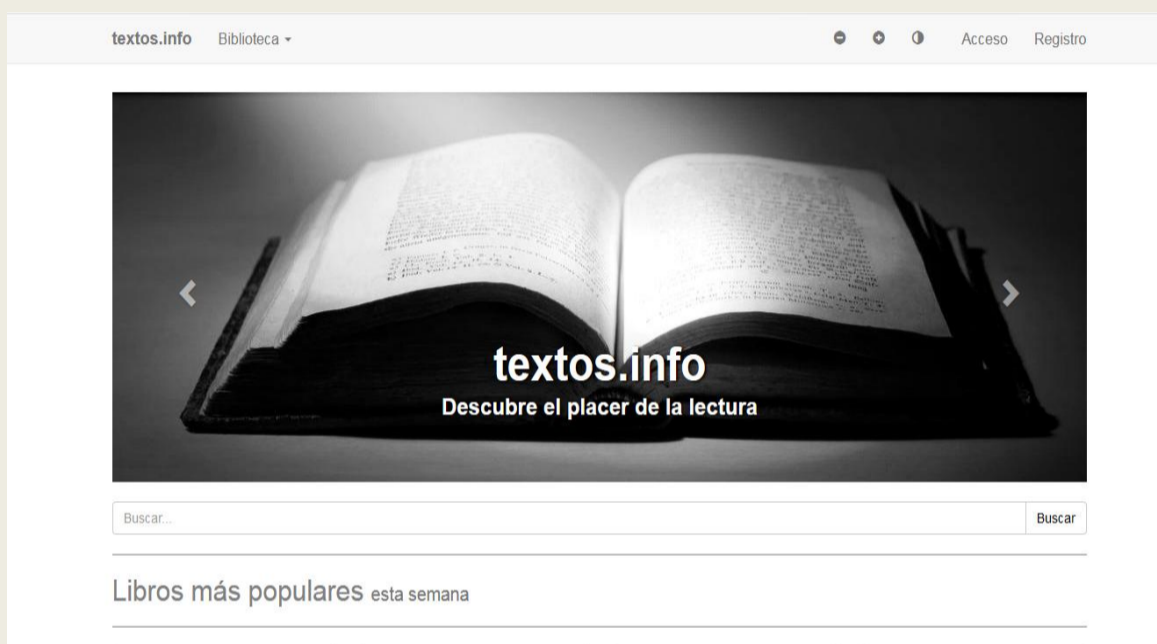 textos.info Biblioteca Acceso Registro
textos.info
Descubre el placer de la lectura
Buscar... Buscar
Libros más populares esta semana